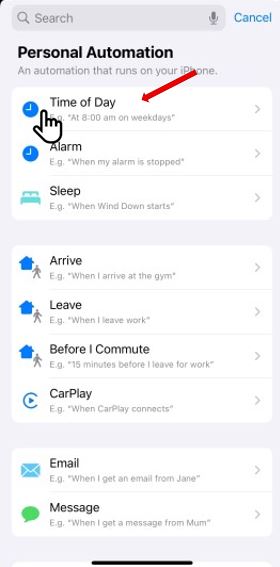 Search
Cancel
Personal Automation
An automation that runs on your iPhone.
Time of Day
E.g. “At 8:00 am on weekdays”
Alarm
E.g. “When my alarm is stopped”
Sleep
E.g. “When Wind Down starts”
Arrive
E.g. “When I arrive at the gym”
Leave
E.g. “When I leave work”
Before I Commute
E.g. “15 minutes before I leave for work”
CarPlay
E.g. “When CarPlay connects”
Email
E.g. “When I get an email from Jane”
Message
E.g. “When I get a message from Mum”